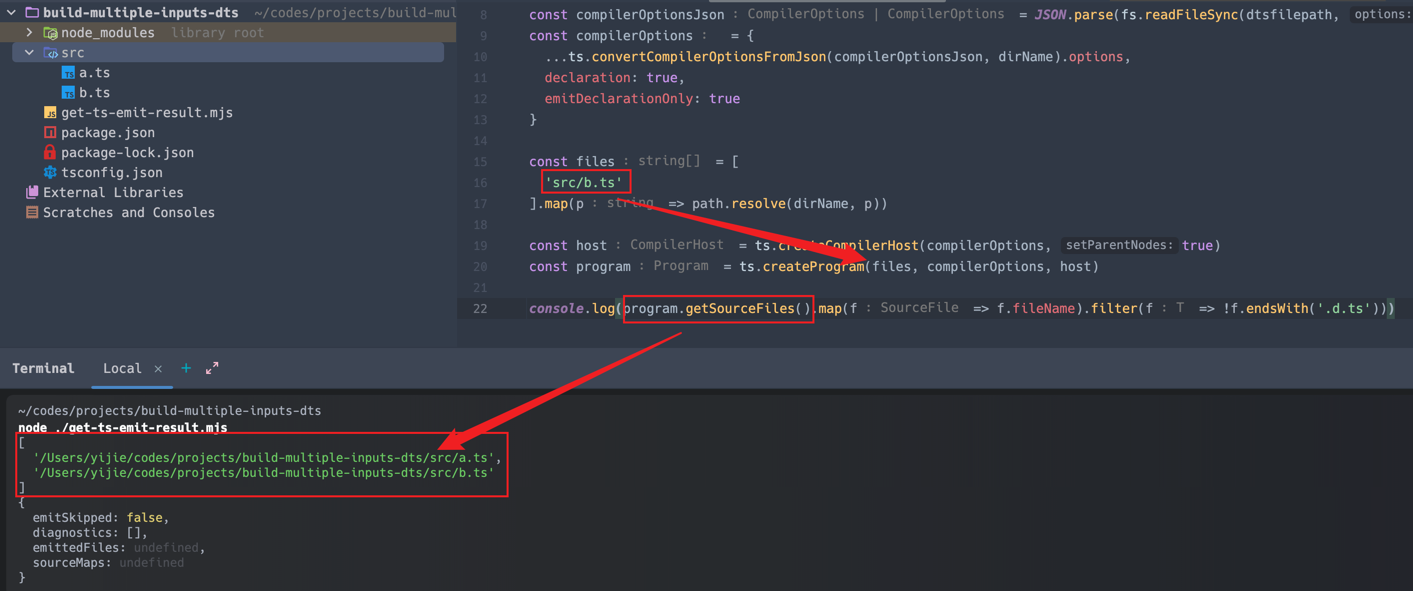 build-multiple-inputs-dts ~/codes/projects/build-mul
node_modules library root
src
a.ts
b.ts
get-ts-emit-result.mjs
package.json
package-lock.json
tsconfig.json
External Libraries
Scratches and Consoles
8 const compilerOptionsJson : CompilerOptions | CompilerOptions = JSON.parse(fs.readFileSync(dtsfilepath, options:
9 const compilerOptions : = {
10 ...ts.convertCompilerOptionsFromJson(compilerOptionsJson, dirName).options,
11 declaration: true,
12 emitDeclarationOnly: true
13 }
14
15 const files : string[] = [
16 'src/b.ts'
17 ].map(p : string => path.resolve(dirName, p))
18
19 const host : CompilerHost = ts.createCompilerHost(compilerOptions, setParentNodes: true)
20 const program : Program = ts.createProgram(files, compilerOptions, host)
21
22 console.log(program.getSourceFiles().map(f : SourceFile => f.fileName).filter(f : T => !f.endsWith('.d.ts')))
Terminal Local × +
~/codes/projects/build-multiple-inputs-dts
node ./get-ts-emit-result.mjs
[
'/Users/yijie/codes/projects/build-multiple-inputs-dts/src/a.ts',
'/Users/yijie/codes/projects/build-multiple-inputs-dts/src/b.ts'
]
{
emitSkipped: false,
diagnostics: [],
emittedFiles: undefined,
sourceMaps: undefined
}